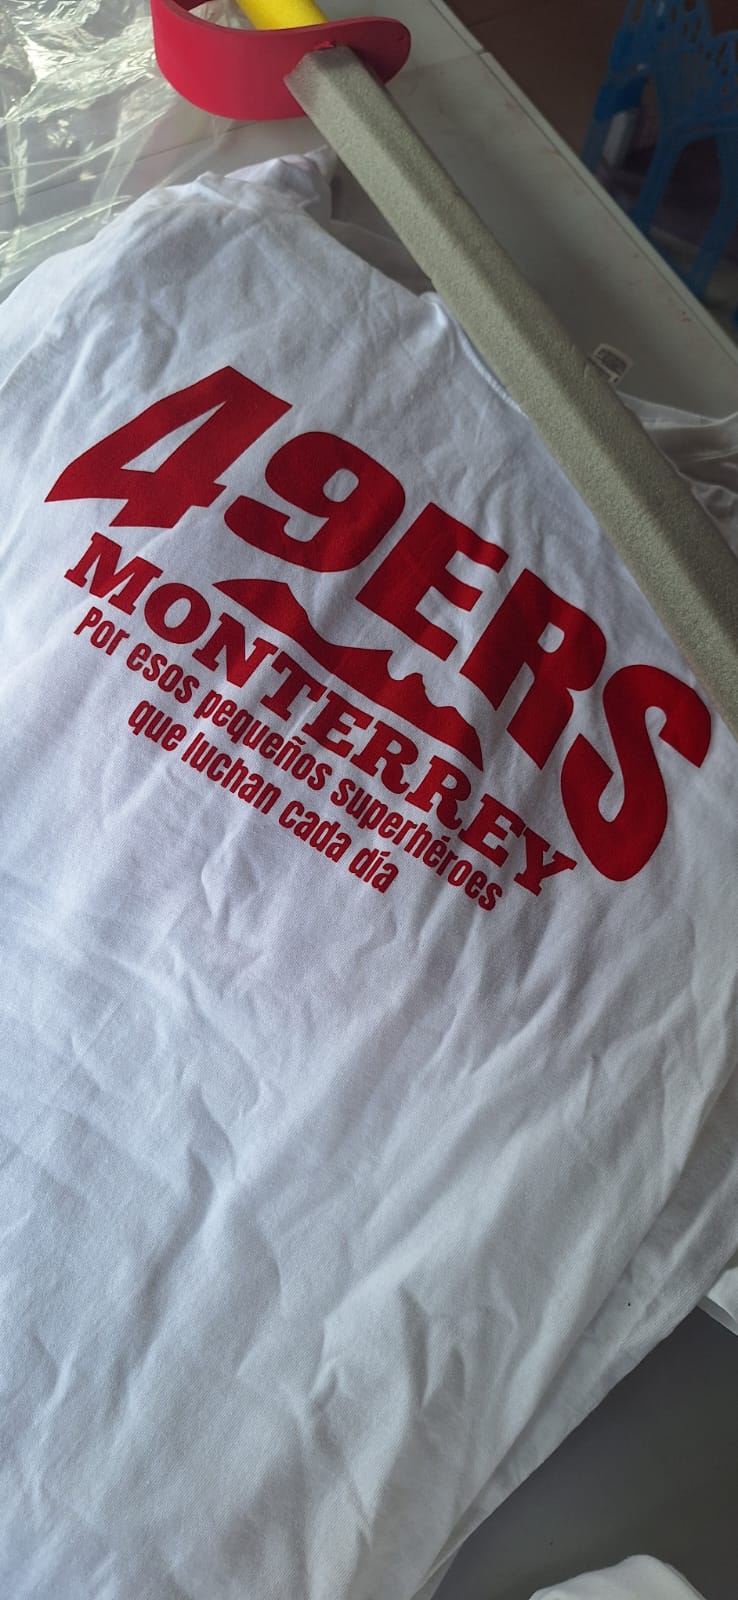 49ERS
MONTERREY
Por esos pequeños superhéroes
que luchan cada día